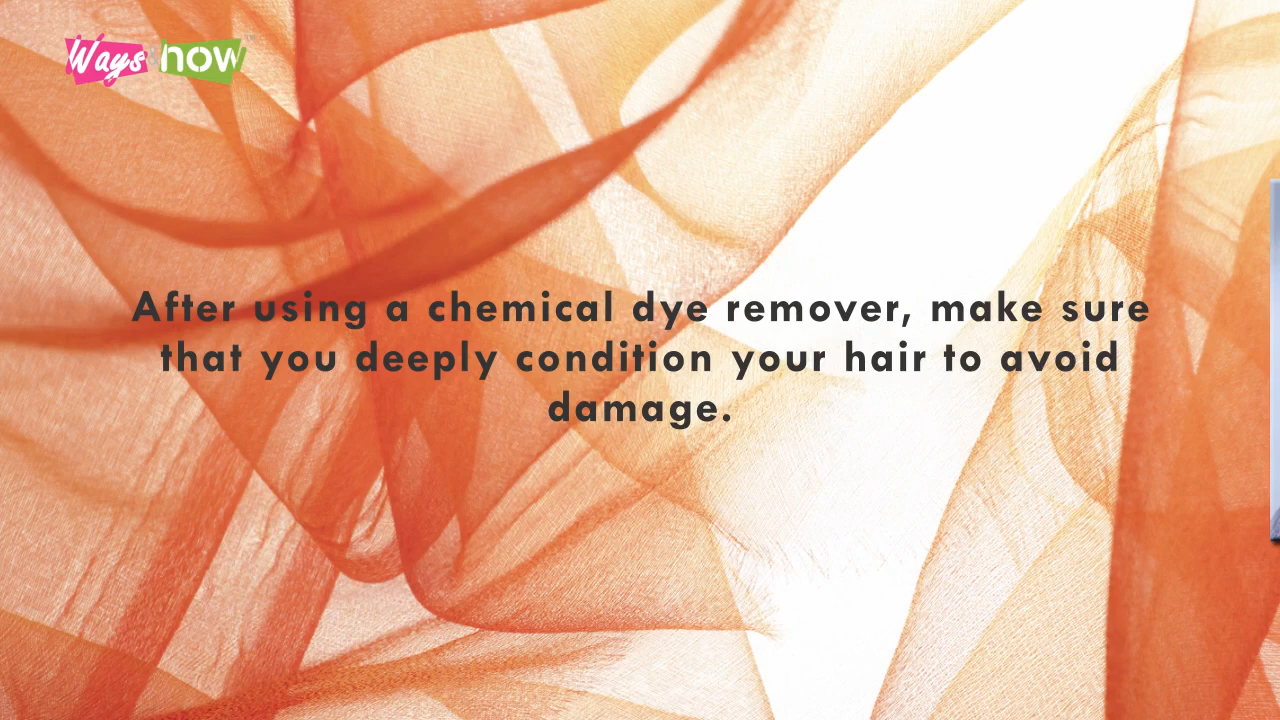 Ways now
After using a chemical dye remover, make sure
that you deeply condition your hair to avoid
damage.